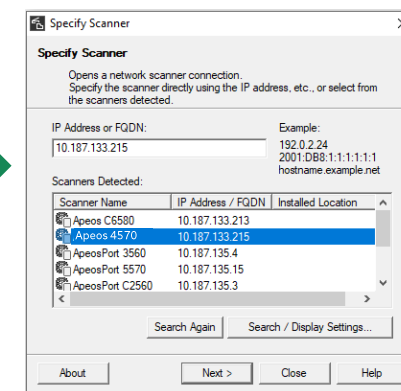 Specify Scanner
Specify Scanner
Opens a network scanner connection.
Specify the scanner directly using the IP address, etc., or select from
the scanners detected.
IP Address or FQDN:
Example:
10.187.133.215
192.0.2.24
2001:DB8:1:1:1:1:1:1
hostname.example.net
Scanners Detected:
Scanner Name IP Address / FQDN Installed Location
Apeos C6580 10.187.133.213
Apeos 4570 10.187.133.215
ApeosPort 3560 10.187.135.4
ApeosPort 5570 10.187.135.15
ApeosPort C2560 10.187.135.3
Search Again Search / Display Settings...
About Next > Close Help